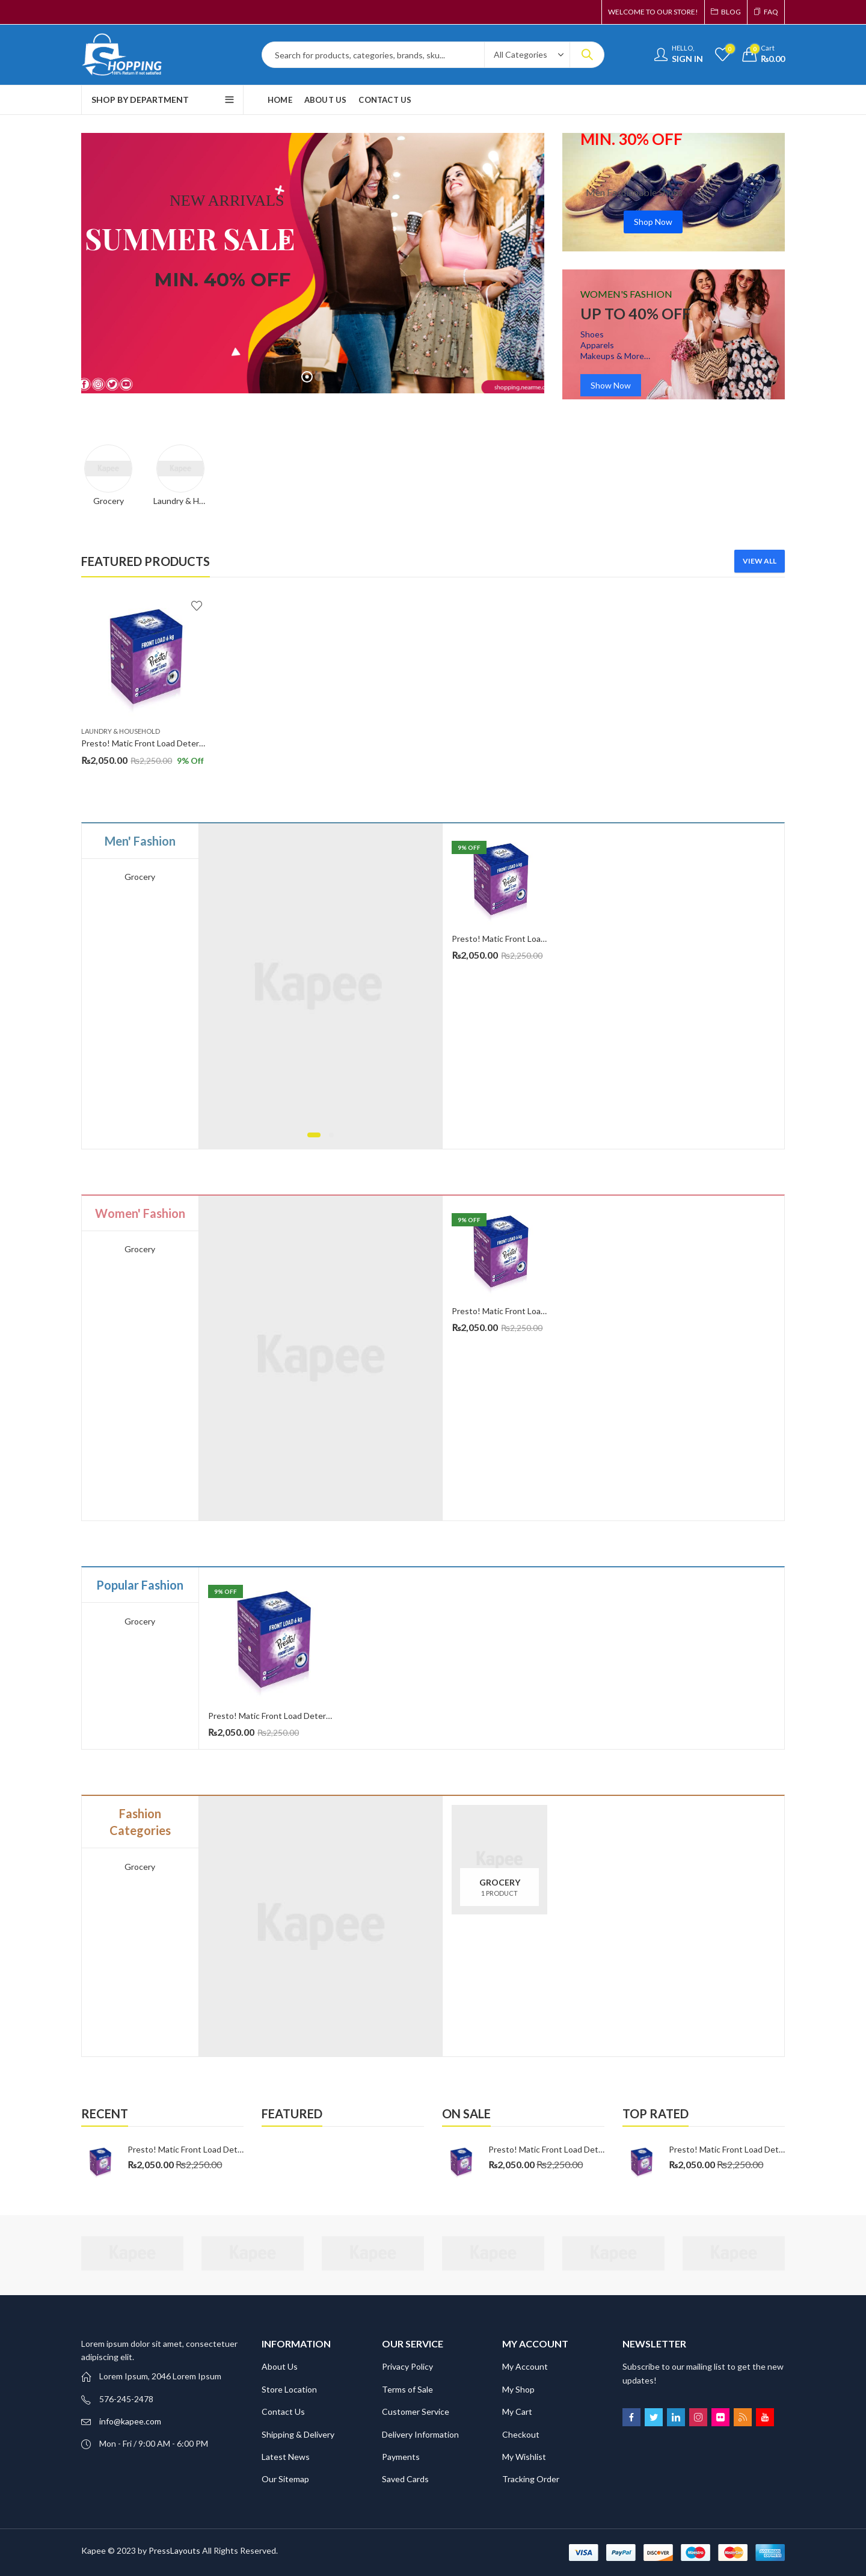 WELCOME TO OUR STORE!
BLOG
FAQ
SHOPPING
100% Return if not satisfied
Search for products, categories, brands, sku...
All Categories
HELLO,
SIGN IN
0
0
Cart
₨0.00
SHOP BY DEPARTMENT
HOME
ABOUT US
CONTACT US
NEW ARRIVALS
SUMMER SALE
MIN. 40% OFF
MIN. 30% OFF
Shop Now
WOMEN'S FASHION
UP TO 40% OFF
Shoes
Apparels
Makeups & More...
Show Now
Kapee
Kapee
Grocery
Laundry & H...
FEATURED PRODUCTS
VIEW ALL
FRONT LOAD 6 kg
Presto!
LAUNDRY & HOUSEHOLD
Presto! Matic Front Load Deter...
₨2,050.00 ₨2,250.00 9% Off
Men' Fashion
Grocery
Kapee
9% OFF
Presto! Matic Front Loa...
₨2,050.00 ₨2,250.00
Women' Fashion
Grocery
Kapee
9% OFF
Presto! Matic Front Loa...
₨2,050.00 ₨2,250.00
Popular Fashion
Grocery
9% OFF
FRONT LOAD 6 kg
Presto!
Presto! Matic Front Load Deter...
₨2,050.00 ₨2,250.00
Fashion
Categories
Grocery
Kapee
Kapee
GROCERY
1 PRODUCT
RECENT
Presto! Matic Front Load Det...
₨2,050.00 ₨2,250.00
FEATURED
ON SALE
Presto! Matic Front Load Det...
₨2,050.00 ₨2,250.00
TOP RATED
Presto! Matic Front Load Det...
₨2,050.00 ₨2,250.00
Kapee
Kapee
Kapee
Kapee
Kapee
Kapee
Lorem ipsum dolor sit amet, consectetuer
adipiscing elit.
Lorem Ipsum, 2046 Lorem Ipsum
576-245-2478
info@kapee.com
Mon - Fri / 9:00 AM - 6:00 PM
INFORMATION
About Us
Store Location
Contact Us
Shipping & Delivery
Latest News
Our Sitemap
OUR SERVICE
Privacy Policy
Terms of Sale
Customer Service
Delivery Information
Payments
Saved Cards
MY ACCOUNT
My Account
My Shop
My Cart
Checkout
My Wishlist
Tracking Order
NEWSLETTER
Subscribe to our mailing list to get the new
updates!
Kapee © 2023 by PressLayouts All Rights Reserved.
VISA
PayPal
DISCOVER